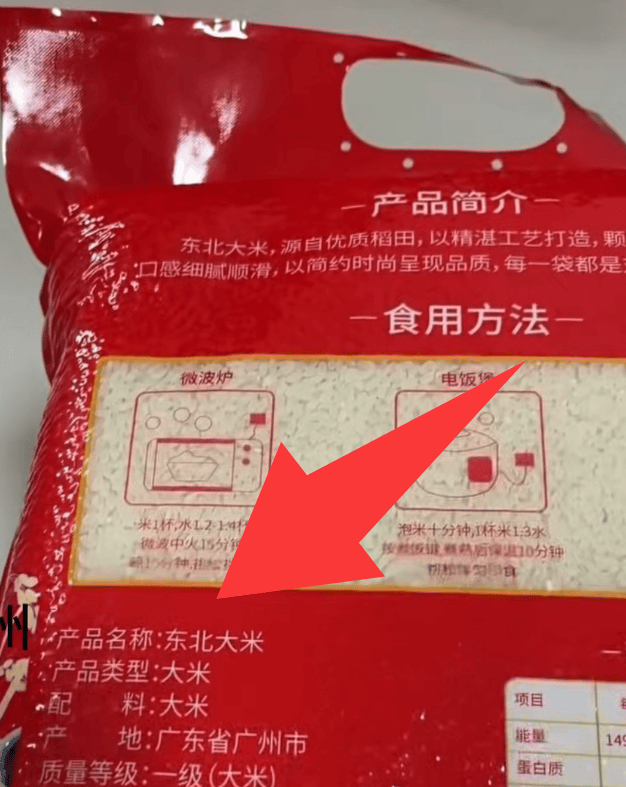 产品简介
东北大米,源自优质稻田,以精湛工艺打造,颗
口感细腻顺滑,以简约时尚呈现品质,每一袋都是
食用方法
微波炉
电饭煲
米1杯,水1.2-1.4杯
微波中火15分钟
泡米十分钟,1杯米1.3水
按煮饭键,煮熟后保温10分钟
州
产品名称:东北大米
产品类型:大米
配 料:大米
产 地:广东省广州市
质量等级:一级(大米)
项目
能量
149
蛋白质